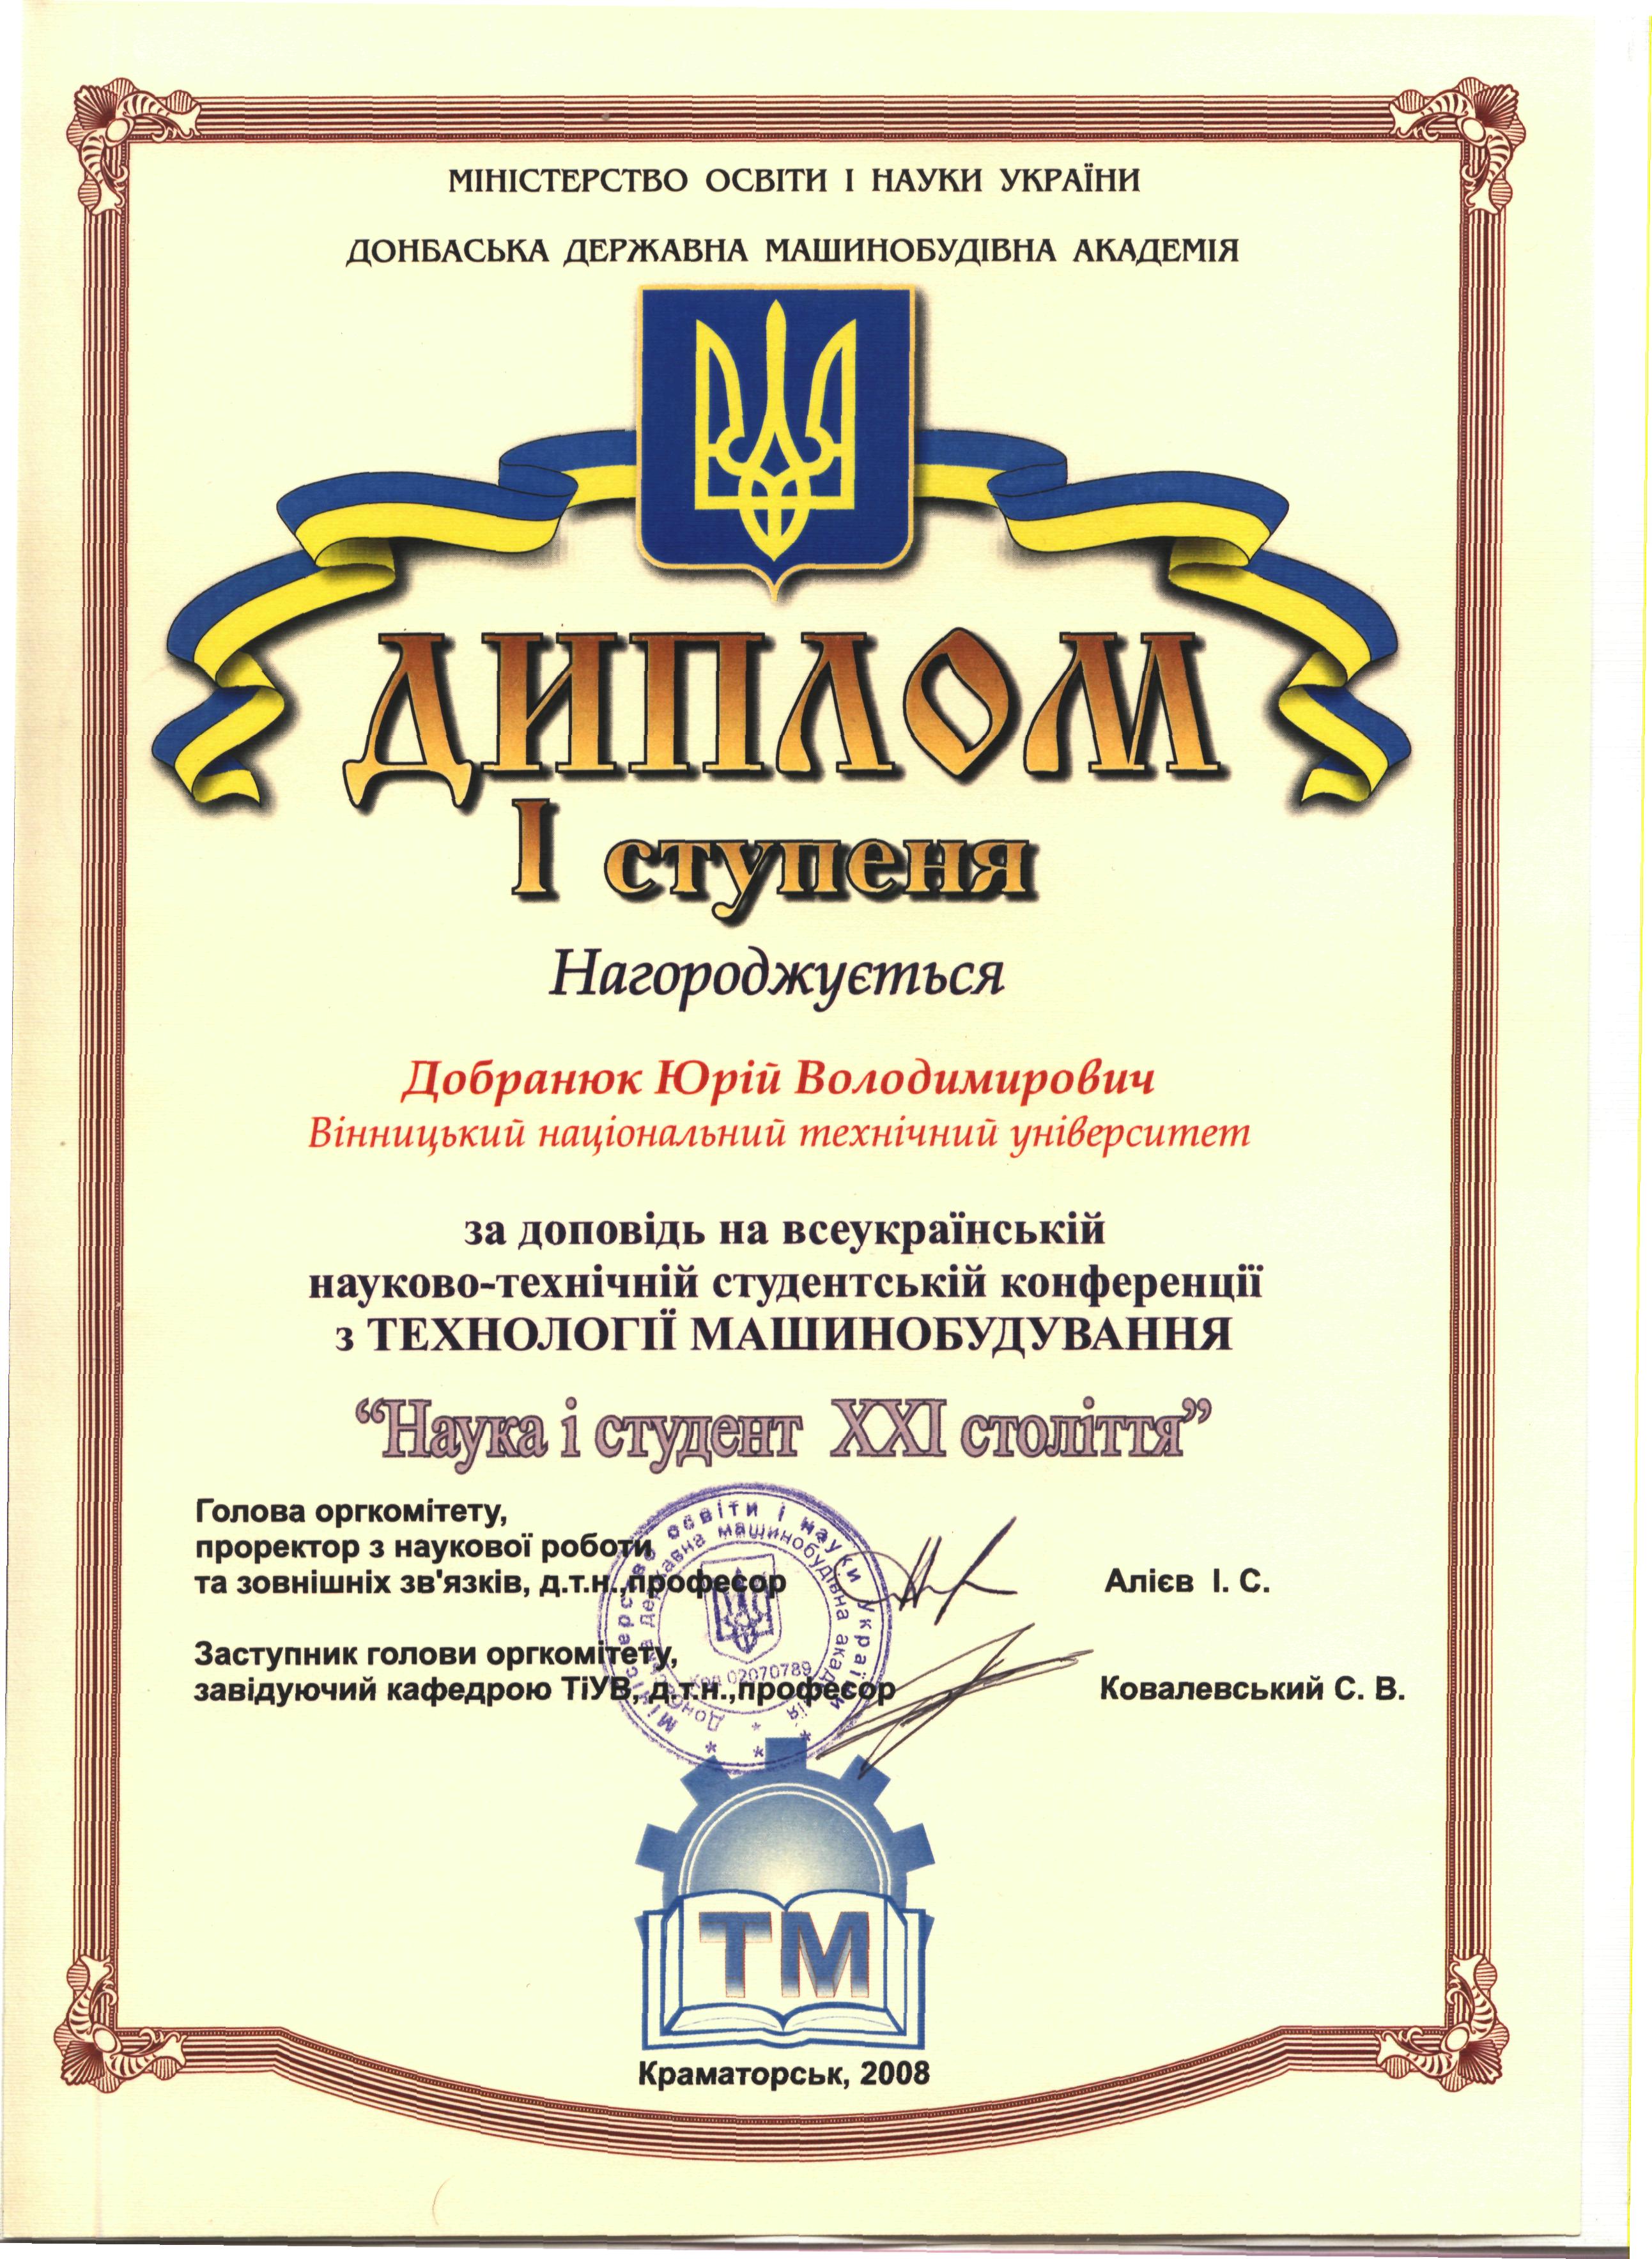 МІНІСТЕРСТВО ОСВІТИ І НАУКИ УКРАЇНИ
ДОНБАСЬКА ДЕРЖАВНА МАШИНОБУДІВНА АКАДЕМІЯ
ДИПЛОМ
І ступеня
Нагороджується
Добранюк Юрій Володимирович
Вінницький національний технічний університет
за доповідь на всеукраїнській
науково-технічній студентській конференції
з ТЕХНОЛОГІЇ МАШИНОБУДУВАННЯ
“Наука і студент XXI століття”
Голова оргкомітету,
проректор з наукової роботи
та зовнішніх зв'язків, д.т.н.,професор
Алієв І. С.
Заступник голови оргкомітету,
завідуючий кафедрою ТіУВ, д.т.н.,професор
Ковалевський С. В.
Міністерство освіти і науки України
Донбаська державна машинобудівна академія
Код 02070789
ТМ
Краматорськ, 2008